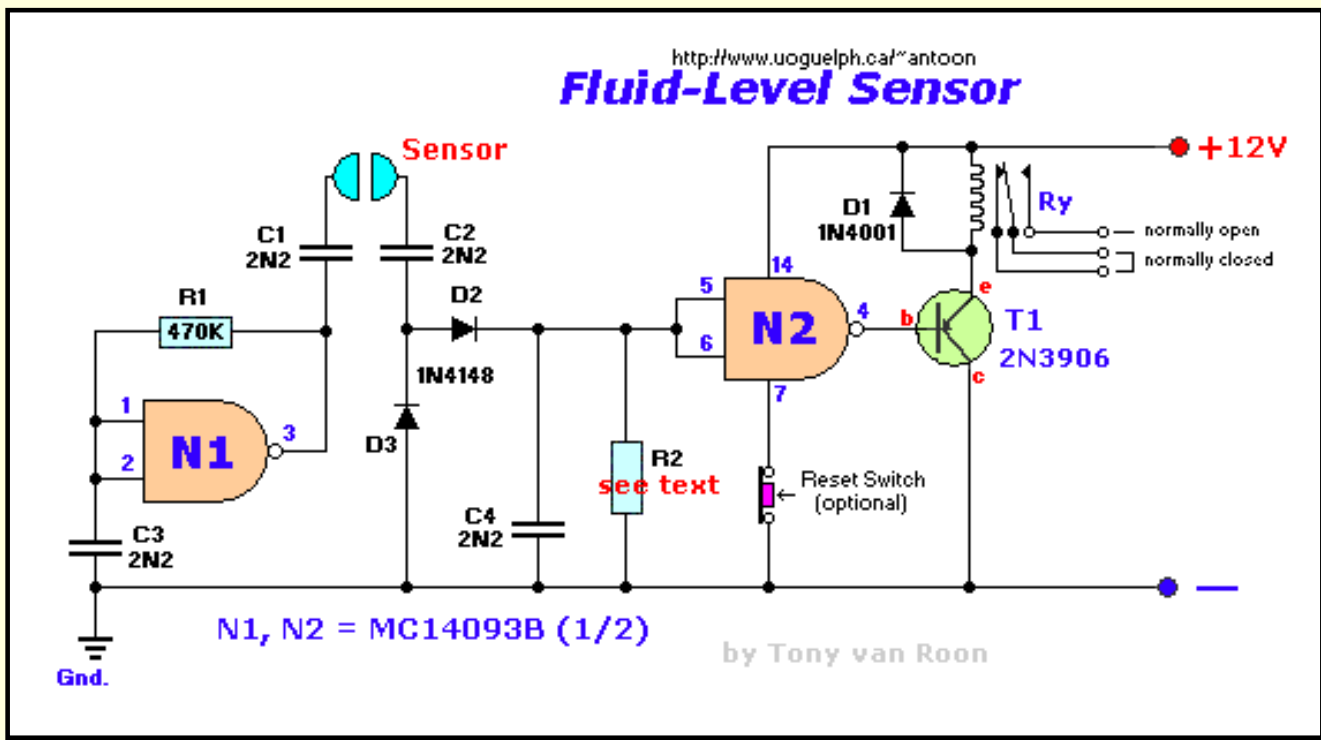 http://www.uoguelph.ca/~antoon
Fluid-Level Sensor
Sensor
+12V
D1
1N4001
Ry
normally open
normally closed
C1
2N2
C2
2N2
R1
470K
D2
1N4148
D3
1
2
N1
3
C3
2N2
C4
2N2
R2
see text
5
6
14
N2
4
7
b
e
c
T1
2N3906
Reset Switch
(optional)
Gnd.
N1, N2 = MC14093B (1/2)
by Tony van Roon